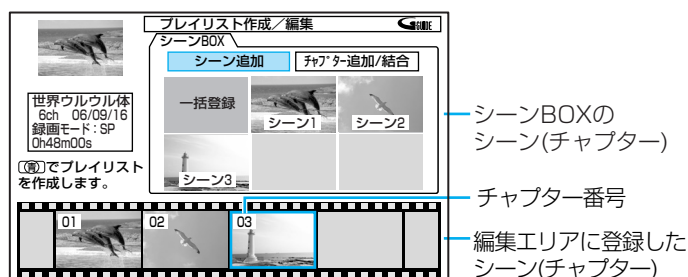 プレイリスト作成／編集
GGUIDE
シーンBOX
シーン追加
ﾁｬﾌﾟﾀｰ追加/結合
世界ウルウル体
6ch 06/09/16
録画モード：SP
0h48m00s
一括登録
シーン1
シーン2
シーン3
(青)でプレイリスト
を作成します。
01
02
03
シーンBOXの
シーン(チャプター)
チャプター番号
編集エリアに登録した
シーン(チャプター)